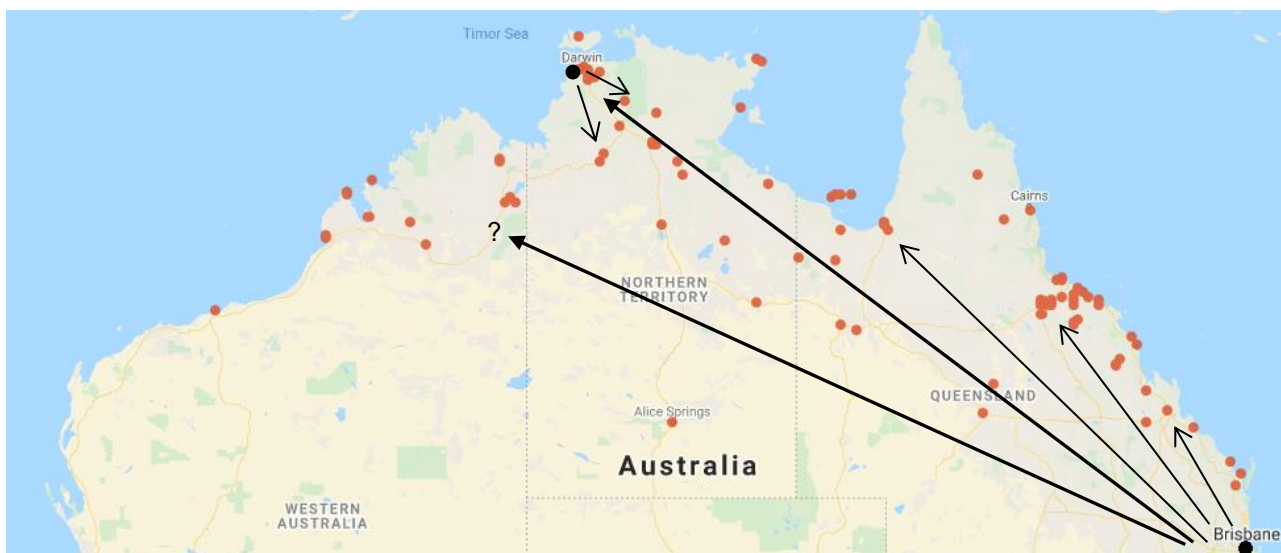 Timor Sea
Darwin
Cairns
?
NORTHERN
TERRITORY
QUEENSLAND
Alice Springs
Australia
WESTERN
AUSTRALIA
Brisbane